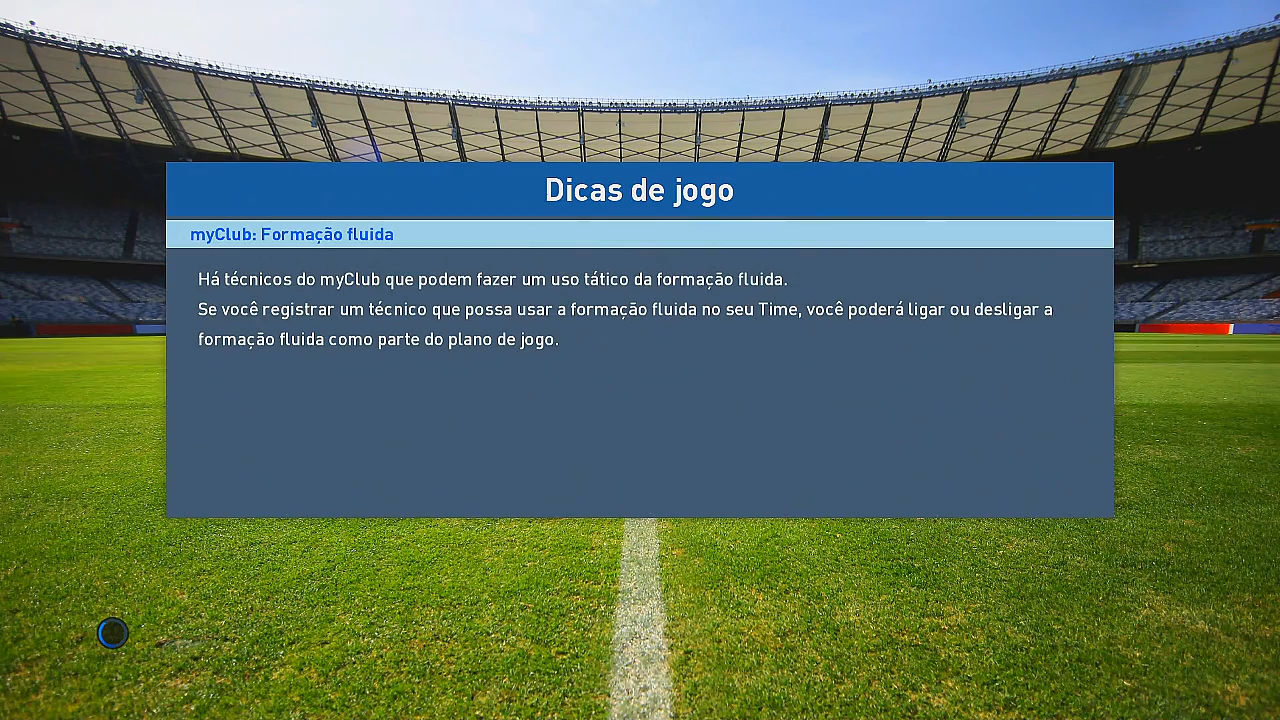 Dicas de jogo
myClub: Formação fluida
Há técnicos do myClub que podem fazer um uso tático da formação fluida.
Se você registrar um técnico que possa usar a formação fluida no seu Time, você poderá ligar ou desligar a
formação fluida como parte do plano de jogo.